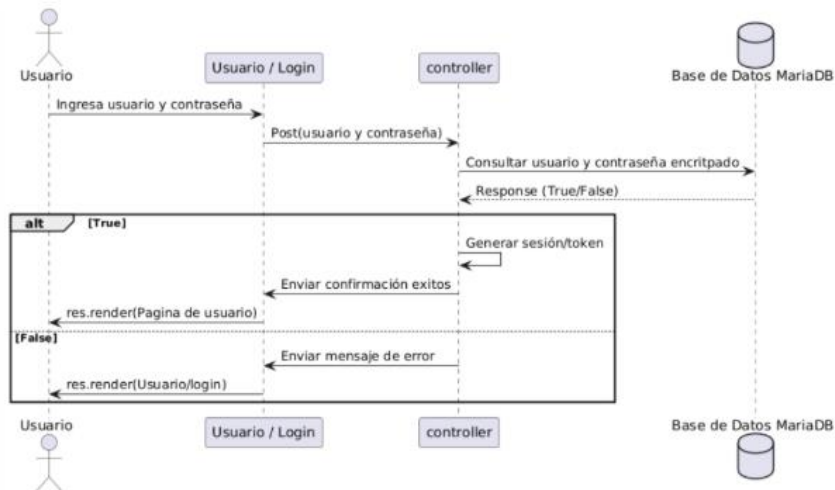 Usuario
Usuario / Login
controller
Base de Datos MariaDB
Ingresa usuario y contraseña
Post(usuario y contraseña)
Consultar usuario y contraseña encritpado
Response (True/False)
alt [True]
Generar sesión/token
Enviar confirmación exitos
res.render(Pagina de usuario)
[False]
Enviar mensaje de error
res.render(Usuario/login)
Usuario
Usuario / Login
controller
Base de Datos MariaDB